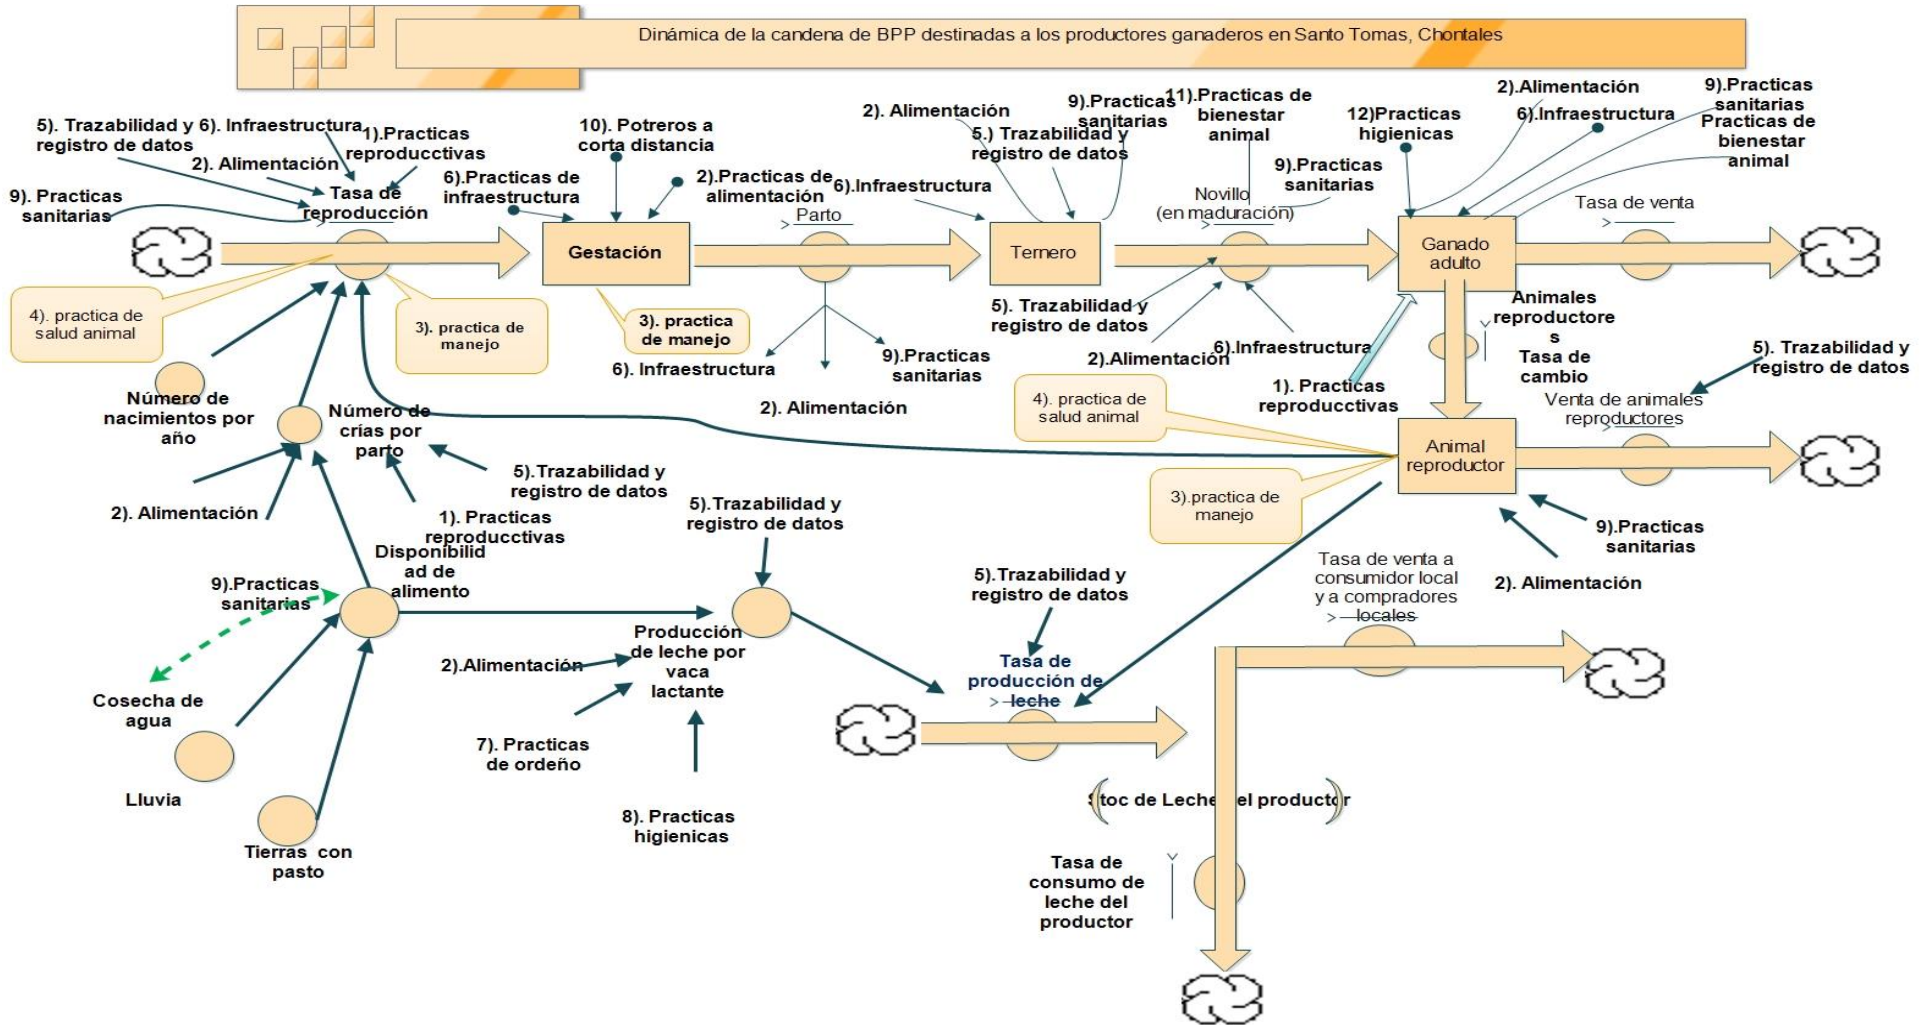 Dinámica de la candena de BPP destinadas a los productores ganaderos en Santo Tomas, Chontales
5). Trazabilidad y
registro de datos
6). Infraestructura
1).Practicas
reproducctivas
2). Alimentación
9). Practicas
sanitarias
Tasa de
reproducción
10). Potreros a
corta distancia
6).Practicas de
infraestructura
2).Practicas de
alimentación
Parto
2). Alimentación
9).Practicas
sanitarias
5.) Trazabilidad y
registro de datos
6).Infraestructura
11).Practicas de
bienestar
animal
9).Practicas
sanitarias
Novillo
(en maduración)
12)Practicas
higienicas
2).Alimentación
6).Infraestructura
9).Practicas
sanitarias
Practicas de
bienestar
animal
Tasa de venta
Gestación
Ternero
Ganado
adulto
4). practica de
salud animal
3). practica de
manejo
3). practica
de manejo
6). Infraestructura
2). Alimentación
9).Practicas
sanitarias
5). Trazabilidad y
registro de datos
2).Alimentación
6).Infraestructura
1). Practicas
reproducctivas
Animales
reproductore
s
Tasa de
cambio
5). Trazabilidad y
registro de datos
Venta de animales
reproductores
Número de
nacimientos por
año
Número de
crías por
parto
4). practica de
salud animal
3).practica de
manejo
Animal
reproductor
2). Alimentación
5).Trazabilidad y
registro de datos
1). Practicas
reproducctivas
9).Practicas
sanitarias
2). Alimentación
Disponibilid
ad de
alimento
9).Practicas
sanitarias
5).Trazabilidad y
registro de datos
Producción
de leche por
vaca
lactante
2).Alimentación
7). Practicas
de ordeño
8). Practicas
higienicas
5).Trazabilidad y
registro de datos
Tasa de
producción de
leche
Tasa de venta a
consumidor local
y a compradores
locales
Cosecha de
agua
Lluvia
Tierras con
pasto
de Leche
productor
Tasa de
consumo de
leche del
productor